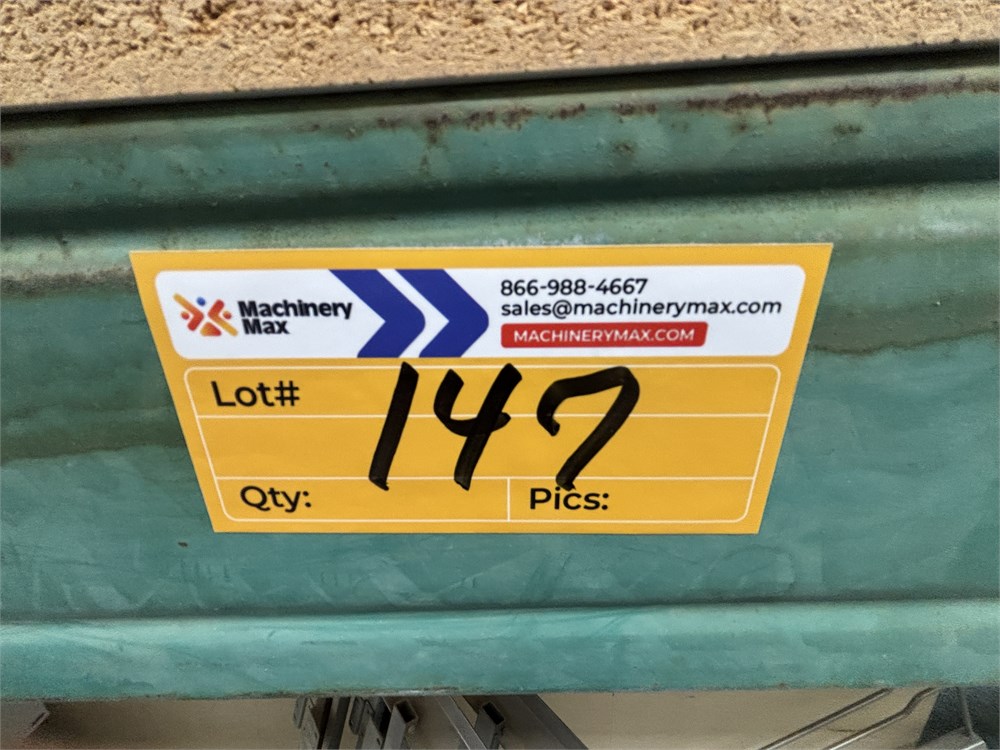 Machinery
Max
866-988-4667
sales@machinerymax.com
MACHINERYMAX.COM
Lot# 147
Qty:
Pics: